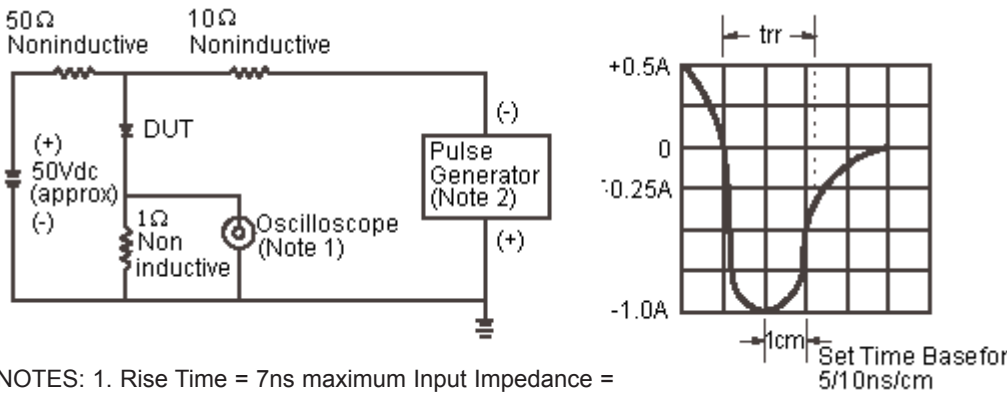 50Ω
Noninductive
10Ω
Noninductive
(+)
50Vdc
(approx)
(-)
DUT
1Ω
Non
inductive
Oscilloscope
(Note 1)
(-)
Pulse
Generator
(Note 2)
(+)
trr
+0.5A
0
-0.25A
-1.0A
1cm
Set Time Basefor
5/10ns/cm
NOTES: 1. Rise Time = 7ns maximum Input Impedance =